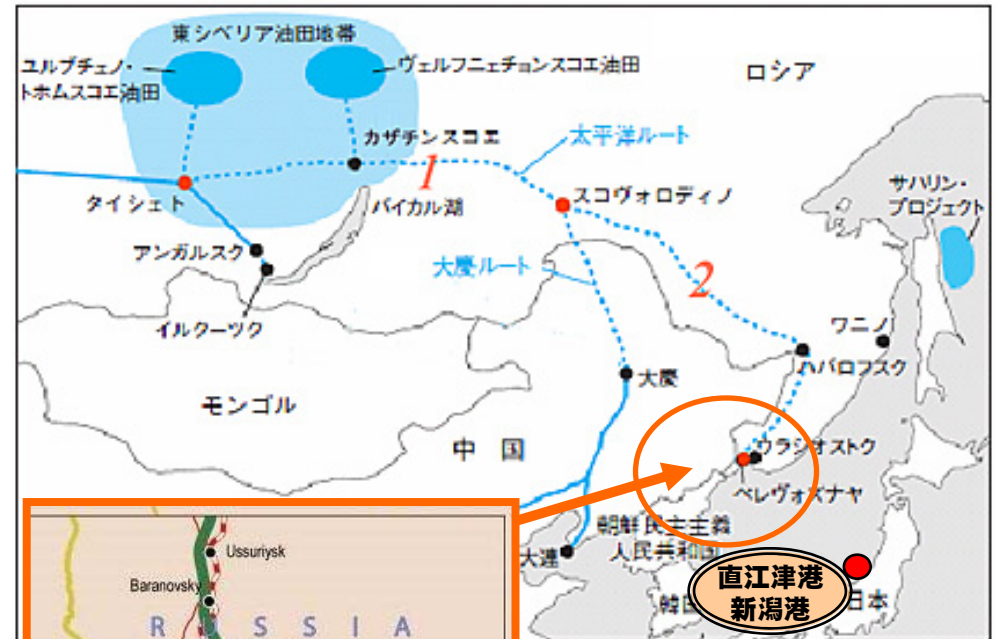 東シベリア油田地帯
ユルブチェノ・
トホムスコエ油田
ヴェルフニェチョンスコエ油田
ロシア
カザチンスコエ
太平洋ルート
1
タイシェト
バイカル湖
スコヴォロディノ
サハリン・
プロジェクト
アンガルスク
大慶ルート
2
イルクーツク
ワニノ
ハバロフスク
大慶
モンゴル
中国
ウラジオストク
ペレヴォズナヤ
朝鮮民主主義
人民共和国
大連
直江津港
新潟港
日本
Ussuriysk
Baranovsky
RUSSIA